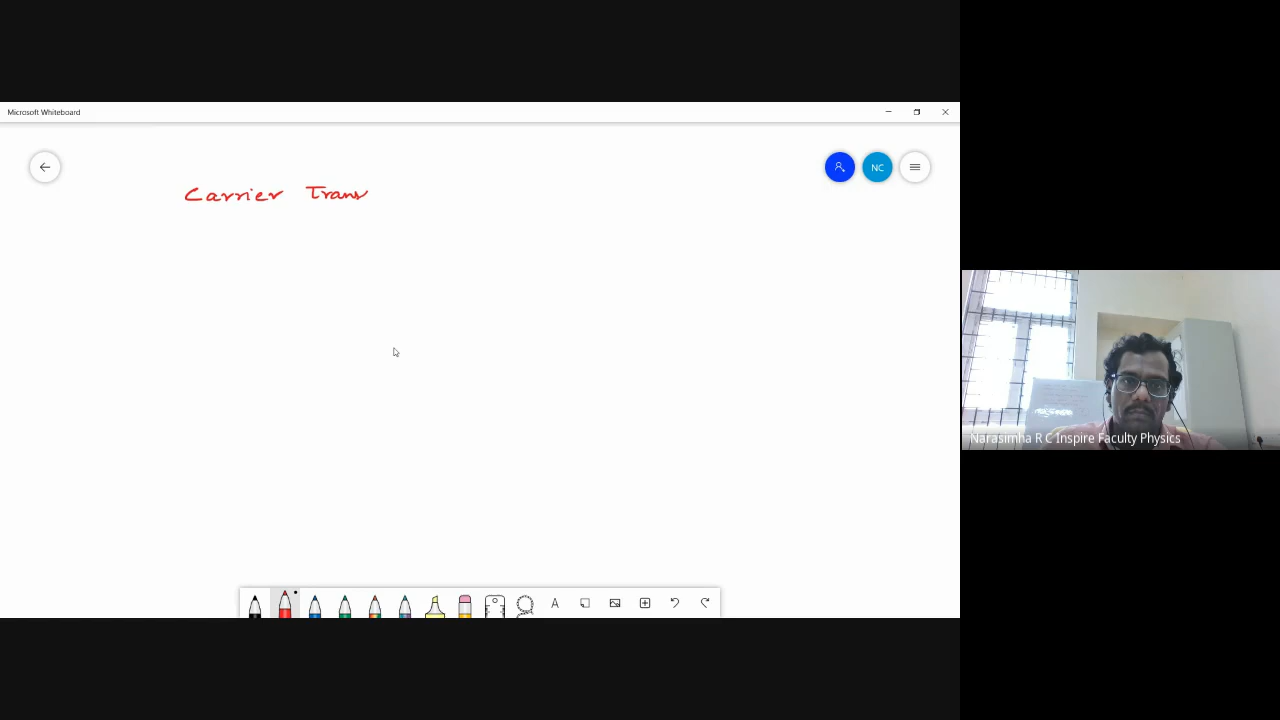 Microsoft Whiteboard
NC
Carrier Trans
A
Narasimha R C Inspire Faculty Physics